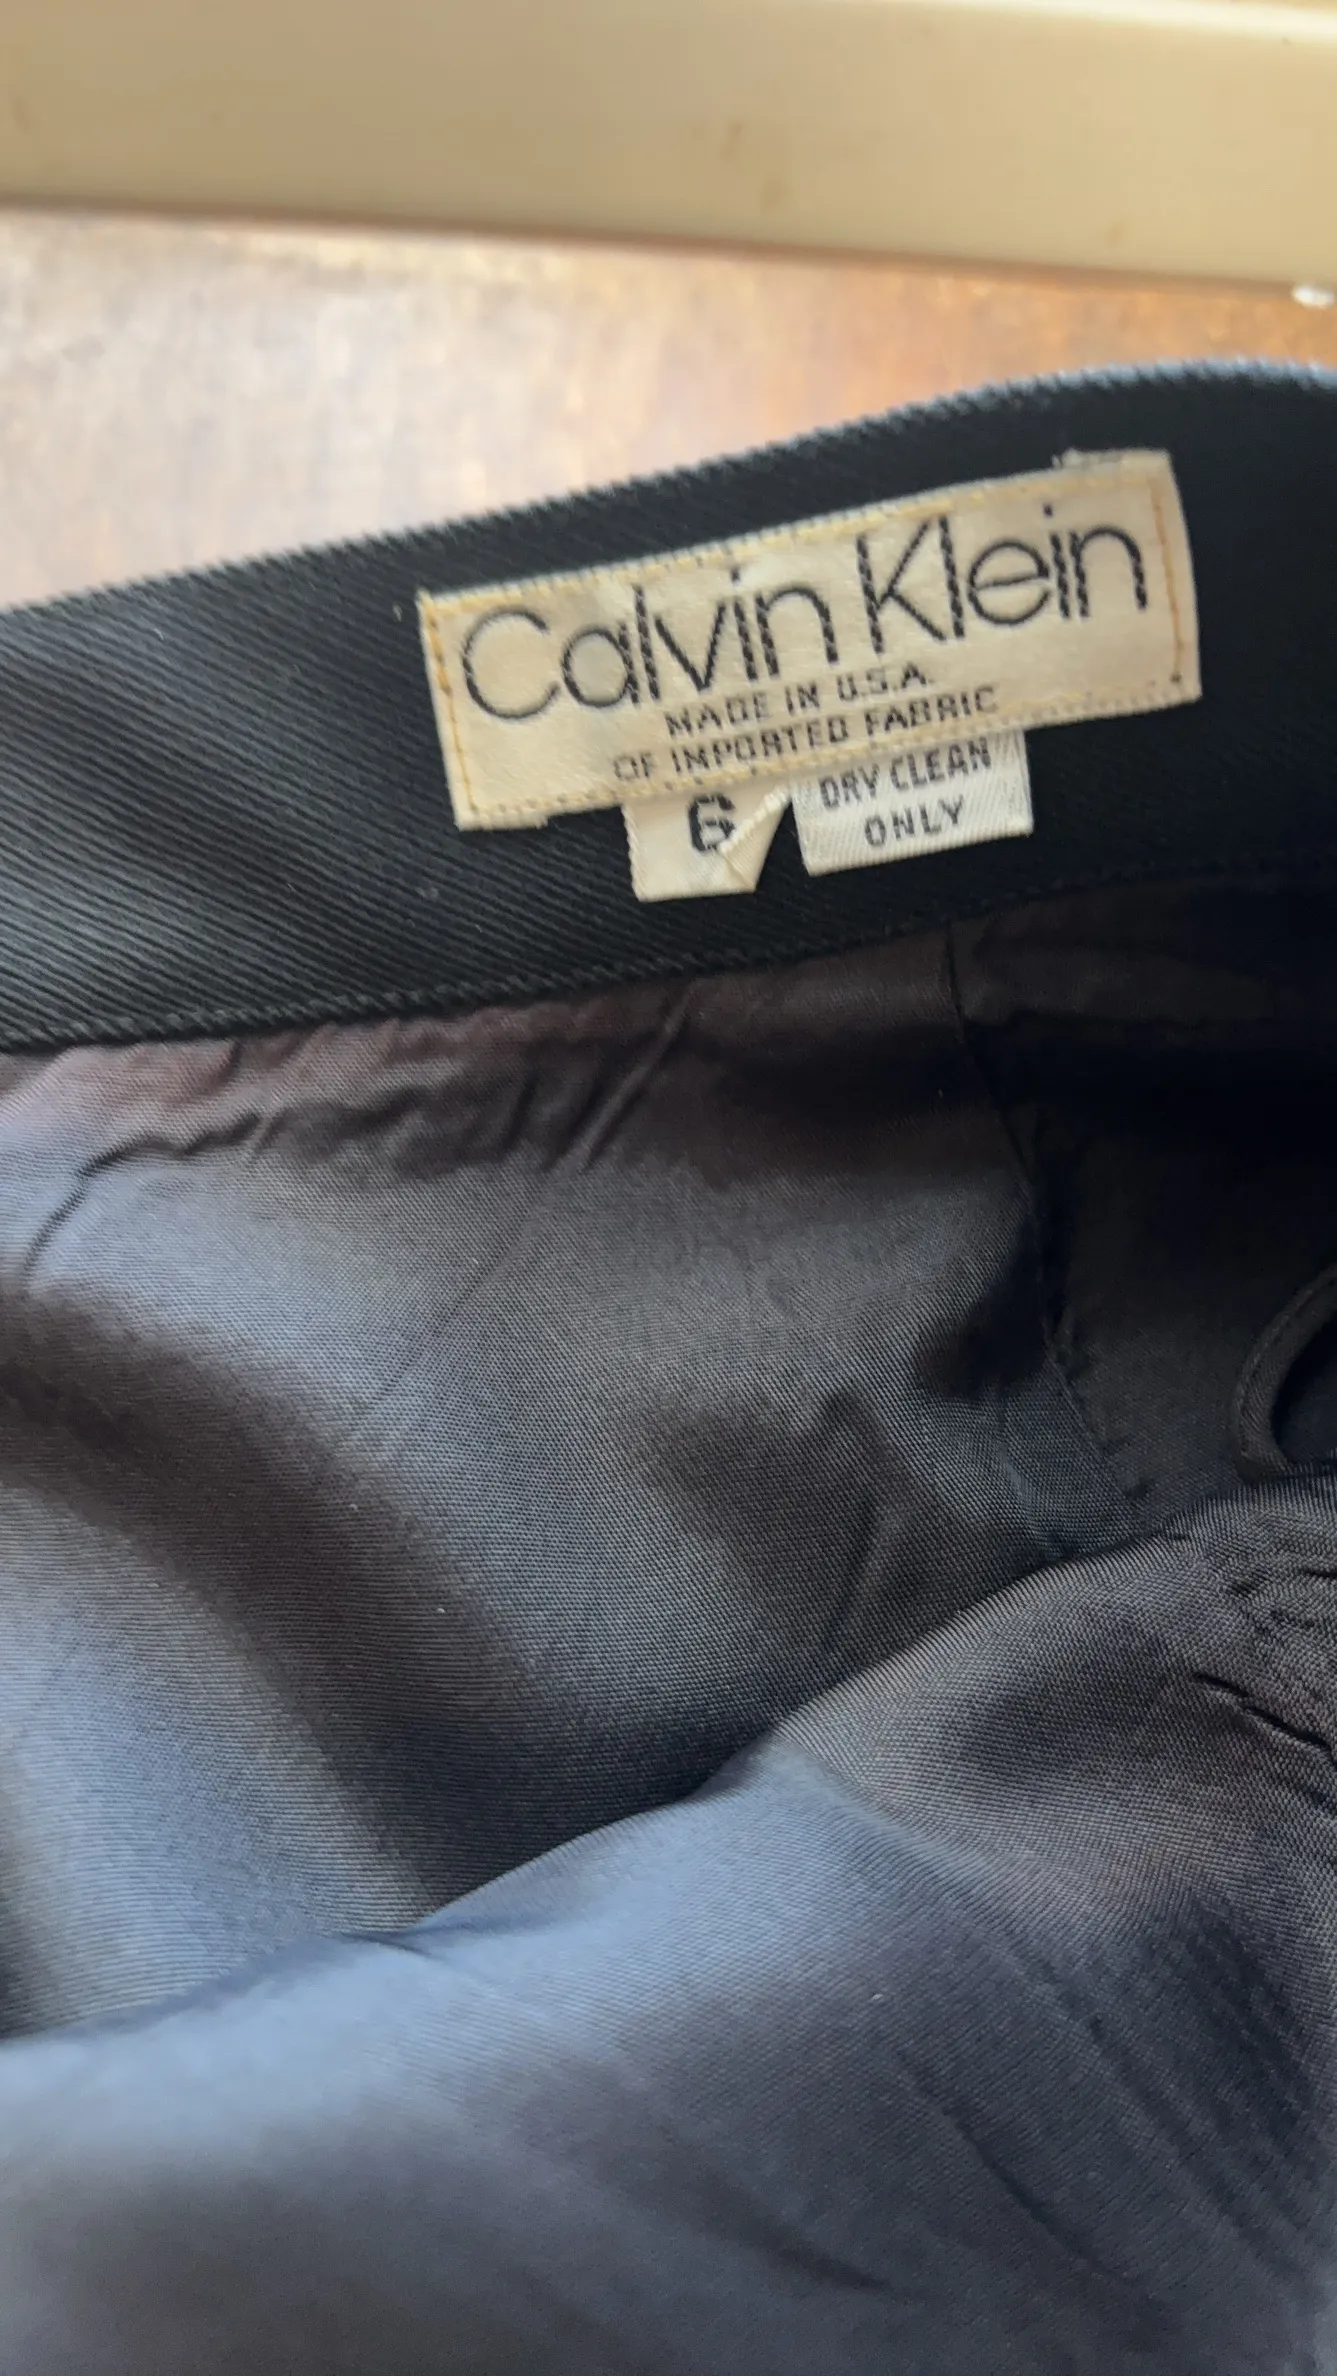 Calvin Klein
MADE IN U.S.A.
OF IMPORTED FABRIC
6
DRY CLEAN
ONLY